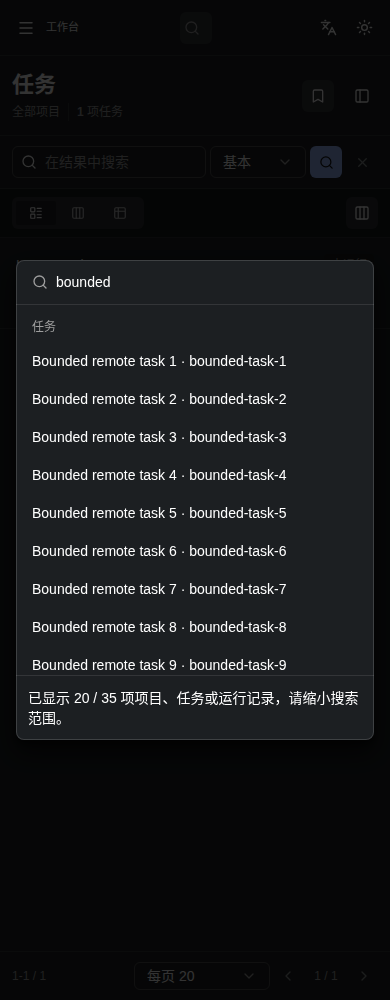 工作台
任务
全部项目 1 项任务
在结果中搜索 基本
bounded
任务
Bounded remote task 1 · bounded-task-1
Bounded remote task 2 · bounded-task-2
Bounded remote task 3 · bounded-task-3
Bounded remote task 4 · bounded-task-4
Bounded remote task 5 · bounded-task-5
Bounded remote task 6 · bounded-task-6
Bounded remote task 7 · bounded-task-7
Bounded remote task 8 · bounded-task-8
Bounded remote task 9 · bounded-task-9
已显示 20 / 35 项项目、任务或运行记录，请缩小搜索
范围。
1-1 / 1 每页 20 1 / 1